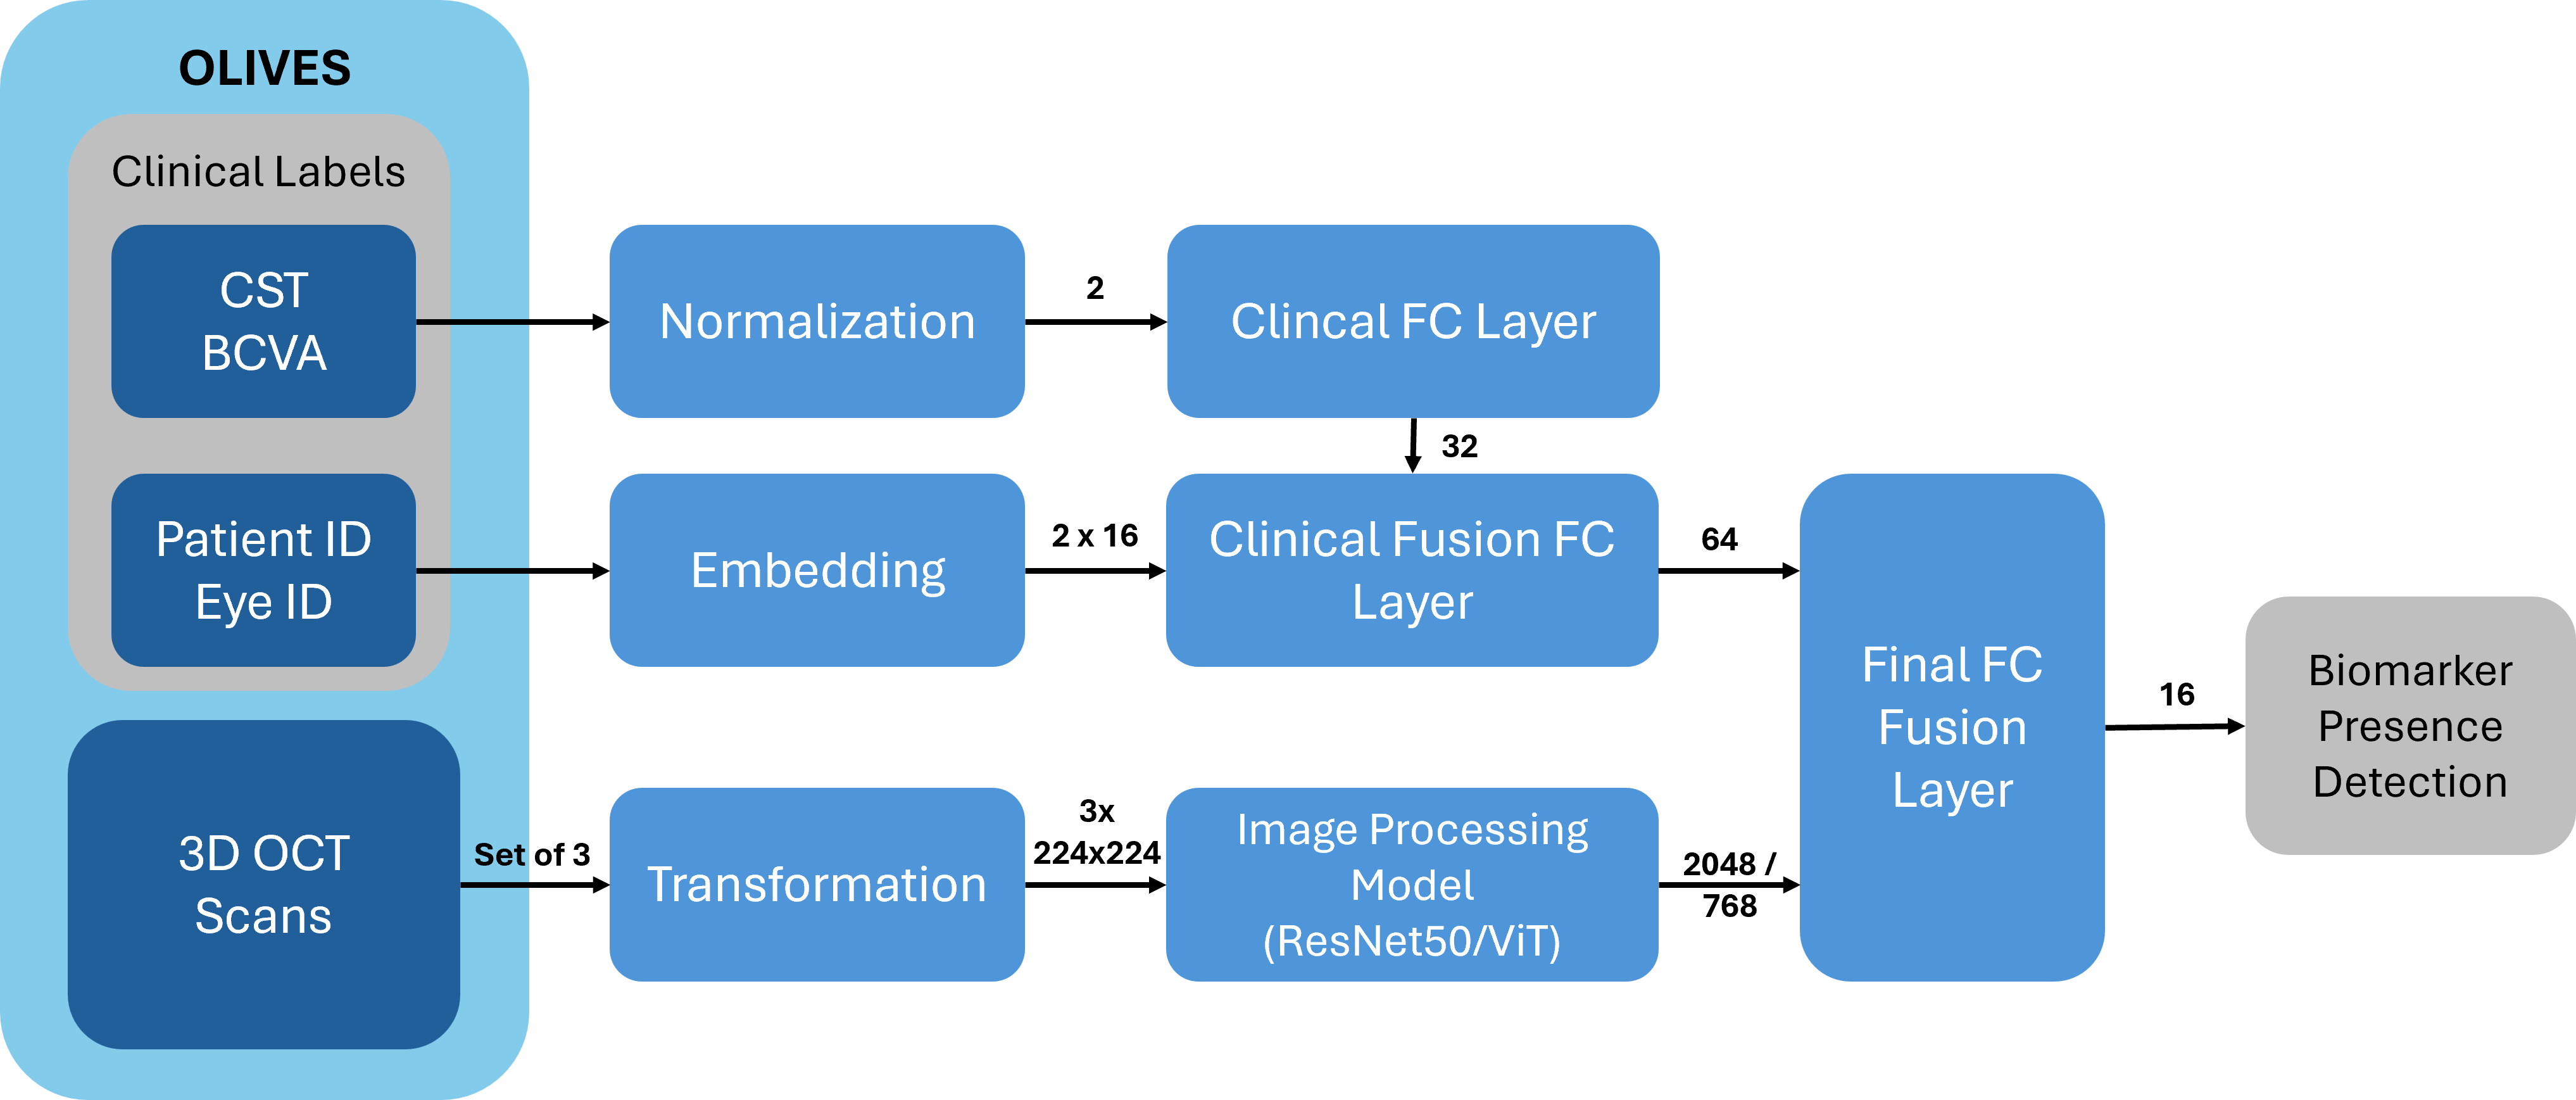 OLIVES
Clinical Labels
CST
BCVA
Normalization
2
Clincal FC Layer
32
Patient ID
Eye ID
Embedding
2 x 16
Clinical Fusion FC
Layer
64
3D OCT
Scans
Set of 3
Transformation
3x
224x224
Image Processing
Model
(ResNet50/ViT)
2048 /
768
Final FC
Fusion
Layer
16
Biomarker
Presence
Detection